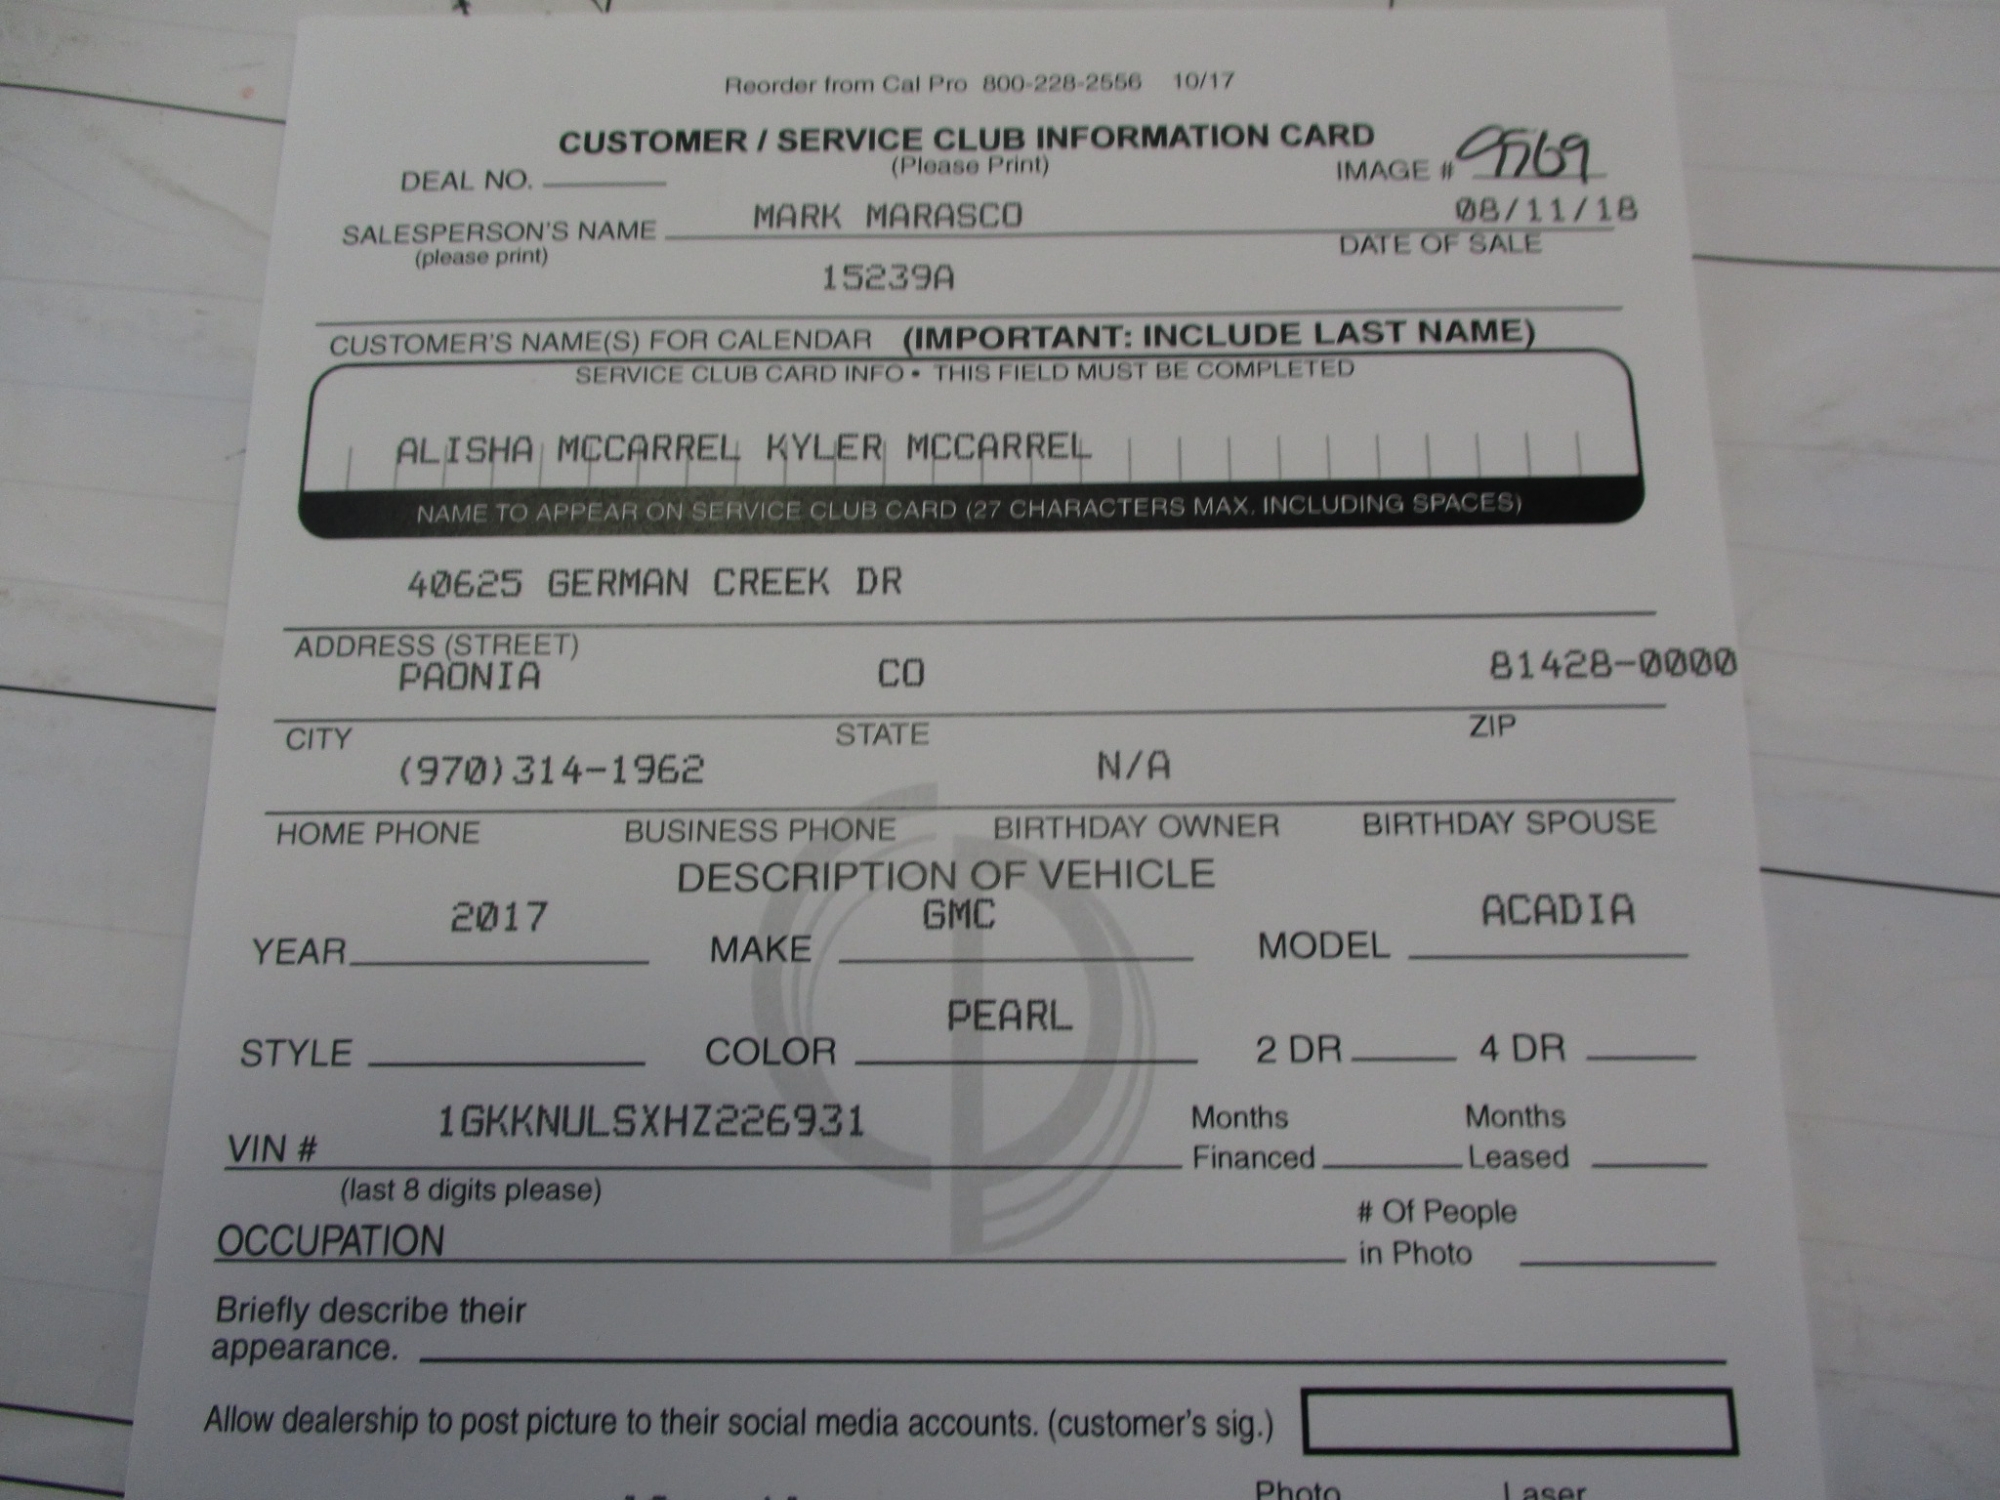 Reorder from Cal Pro 800-228-2556 10/17
CUSTOMER / SERVICE CLUB INFORMATION CARD
(Please Print)
DEAL NO. IMAGE # 9569
MARK MARASCO 08/11/18
SALESPERSON'S NAME DATE OF SALE
(please print)
15239A
CUSTOMER'S NAME(S) FOR CALENDAR (IMPORTANT: INCLUDE LAST NAME)
SERVICE CLUB CARD INFO • THIS FIELD MUST BE COMPLETED
ALISHA MCCARREL KYLER MCCARREL
NAME TO APPEAR ON SERVICE CLUB CARD (27 CHARACTERS MAX. INCLUDING SPACES)
40625 GERMAN CREEK DR
ADDRESS (STREET)
PAONIA CO 81428-0000
CITY STATE ZIP
(970)314-1962 N/A
HOME PHONE BUSINESS PHONE BIRTHDAY OWNER BIRTHDAY SPOUSE
DESCRIPTION OF VEHICLE
2017 GMC ACADIA
YEAR MAKE MODEL
PEARL
STYLE COLOR 2 DR 4 DR
1GKKNULSXHZ226931
VIN # Months Financed Months Leased
(last 8 digits please)
OCCUPATION # Of People in Photo
Briefly describe their
appearance.
Allow dealership to post picture to their social media accounts. (customer's sig.)
Photo Laser